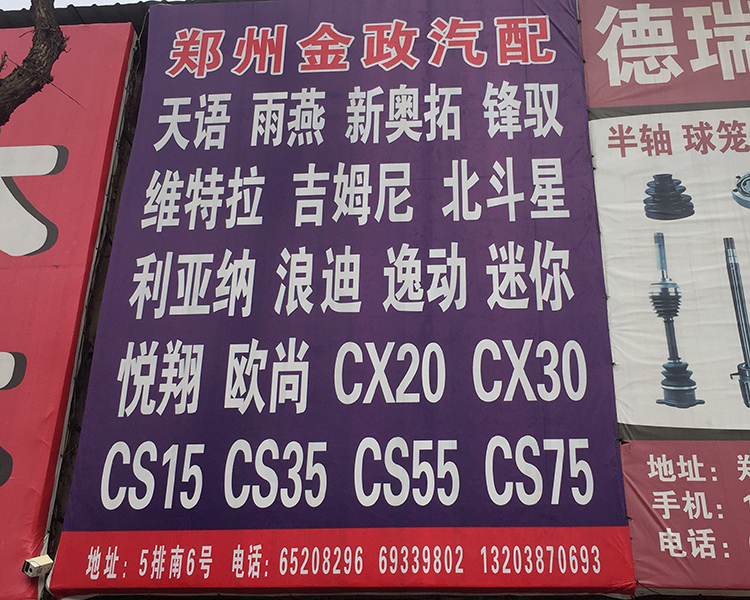 郑州金政汽配
天语 雨燕 新奥拓 锋驭
维特拉 吉姆尼 北斗星
利亚纳 浪迪 逸动 迷你
悦翔 欧尚 CX20 CX30
CS15 CS35 CS55 CS75
地址：5排南6号 电话：65208296 69339802 13203870693
德瑞
半轴 球笼
地址：郑
手机：1
电话：